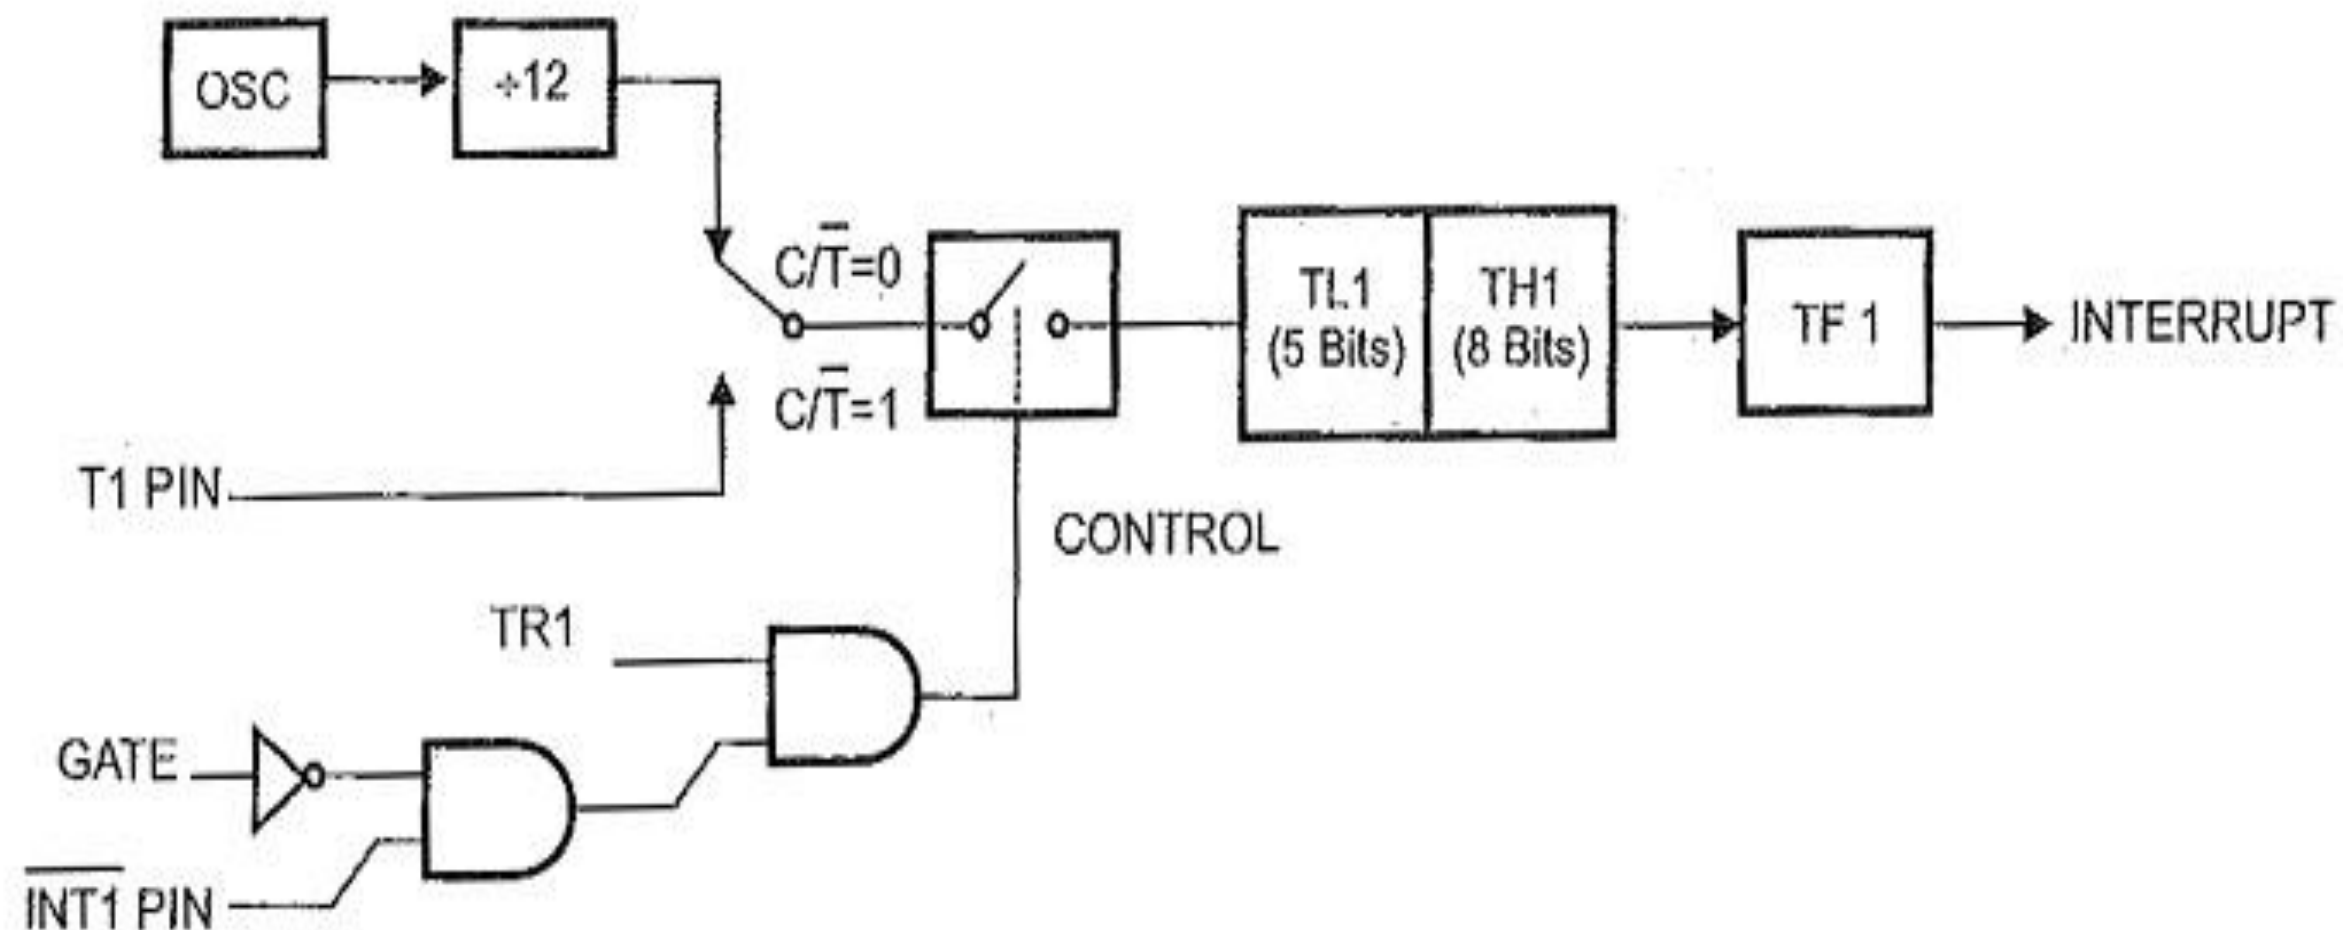 OSC
÷12
C/T̅=0
TL1
(5 Bits)
TH1
(8 Bits)
TF 1
INTERRUPT
C/T̅=1
T1 PIN
CONTROL
TR1
GATE
I̅N̅T̅1̅ PIN